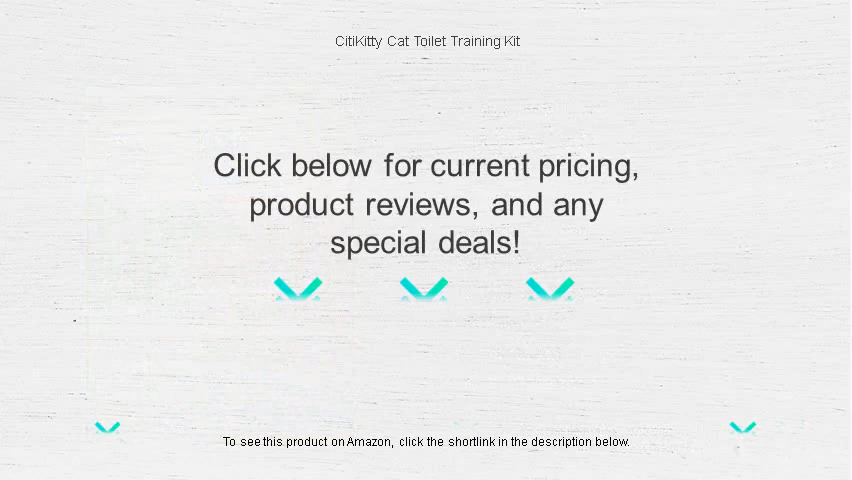 CitiKitty Cat Toilet Training Kit
Click below for current pricing,
product reviews, and any
special deals!
To see this product on Amazon, click the shortlink in the description below.